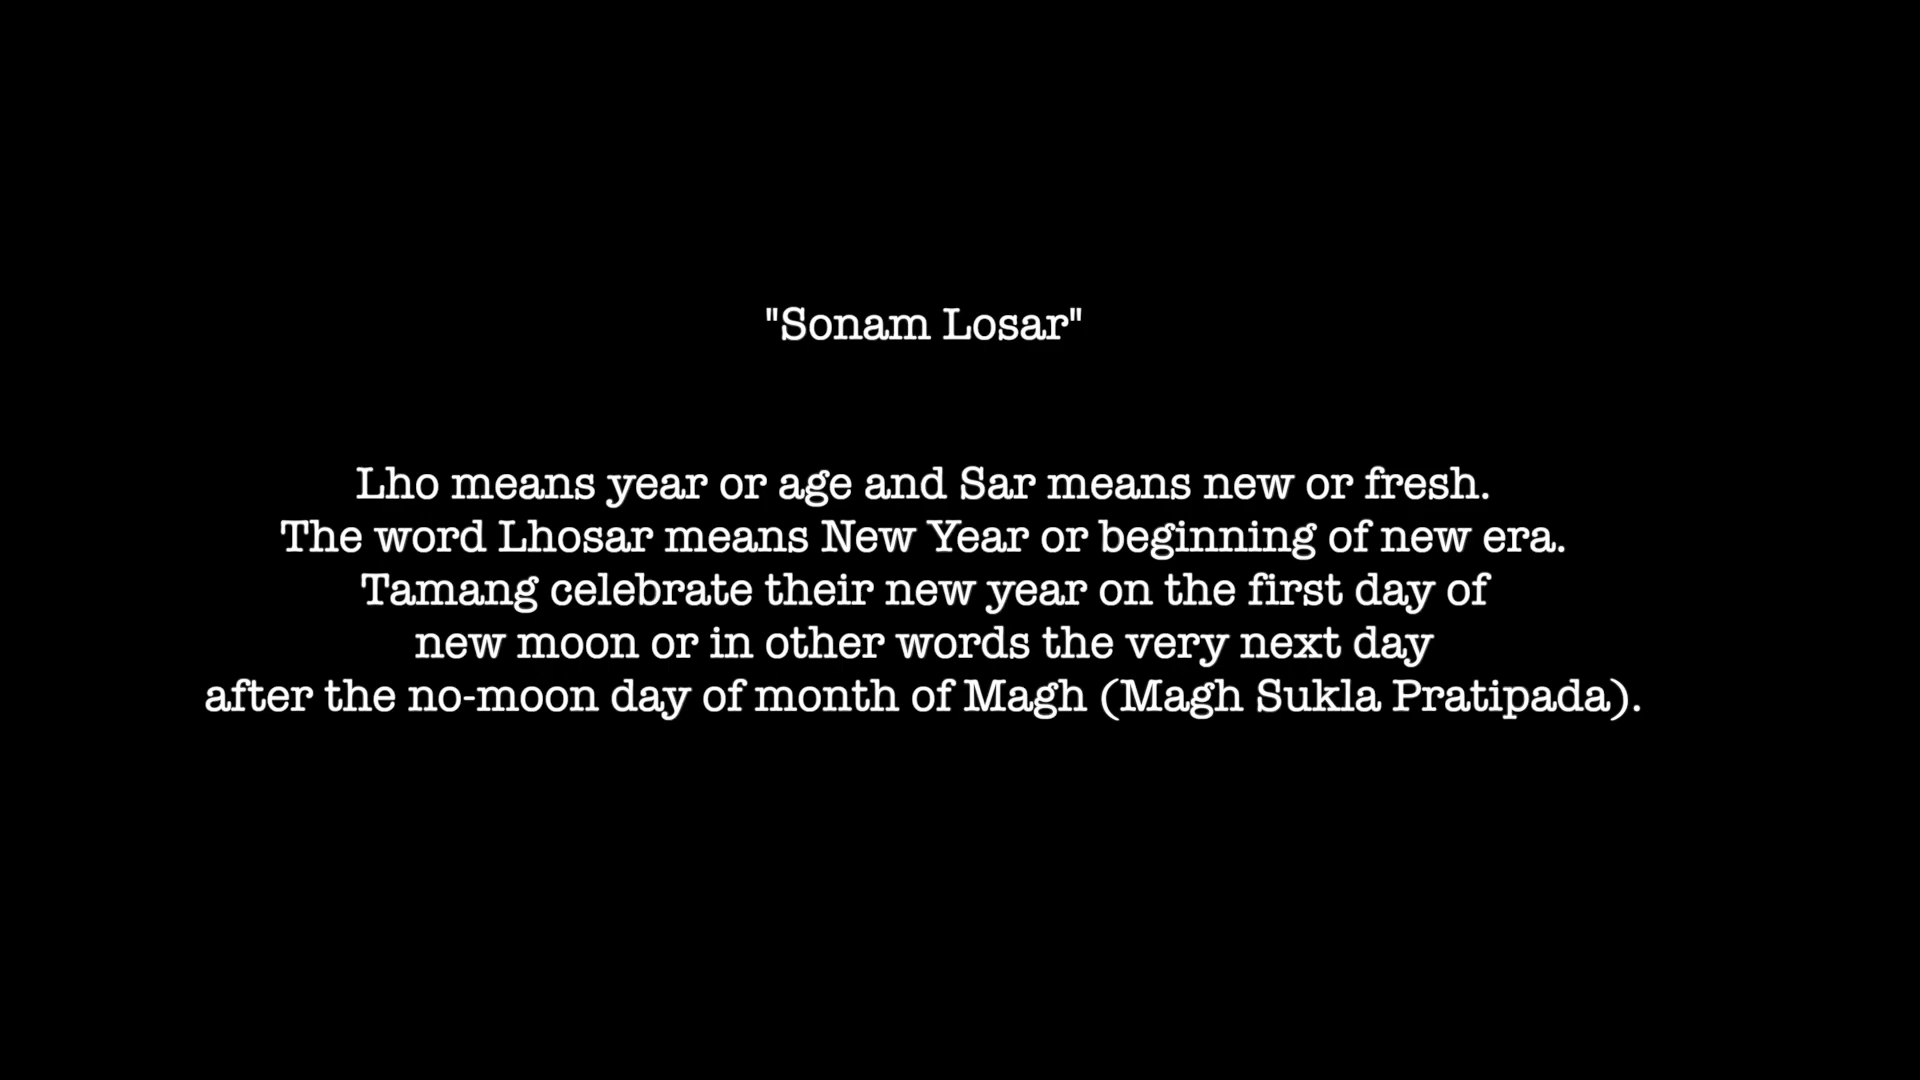 "Sonam Losar"
Lho means year or age and Sar means new or fresh.
The word Lhosar means New Year or beginning of new era.
Tamang celebrate their new year on the first day of
new moon or in other words the very next day
after the no-moon day of month of Magh (Magh Sukla Pratipada).